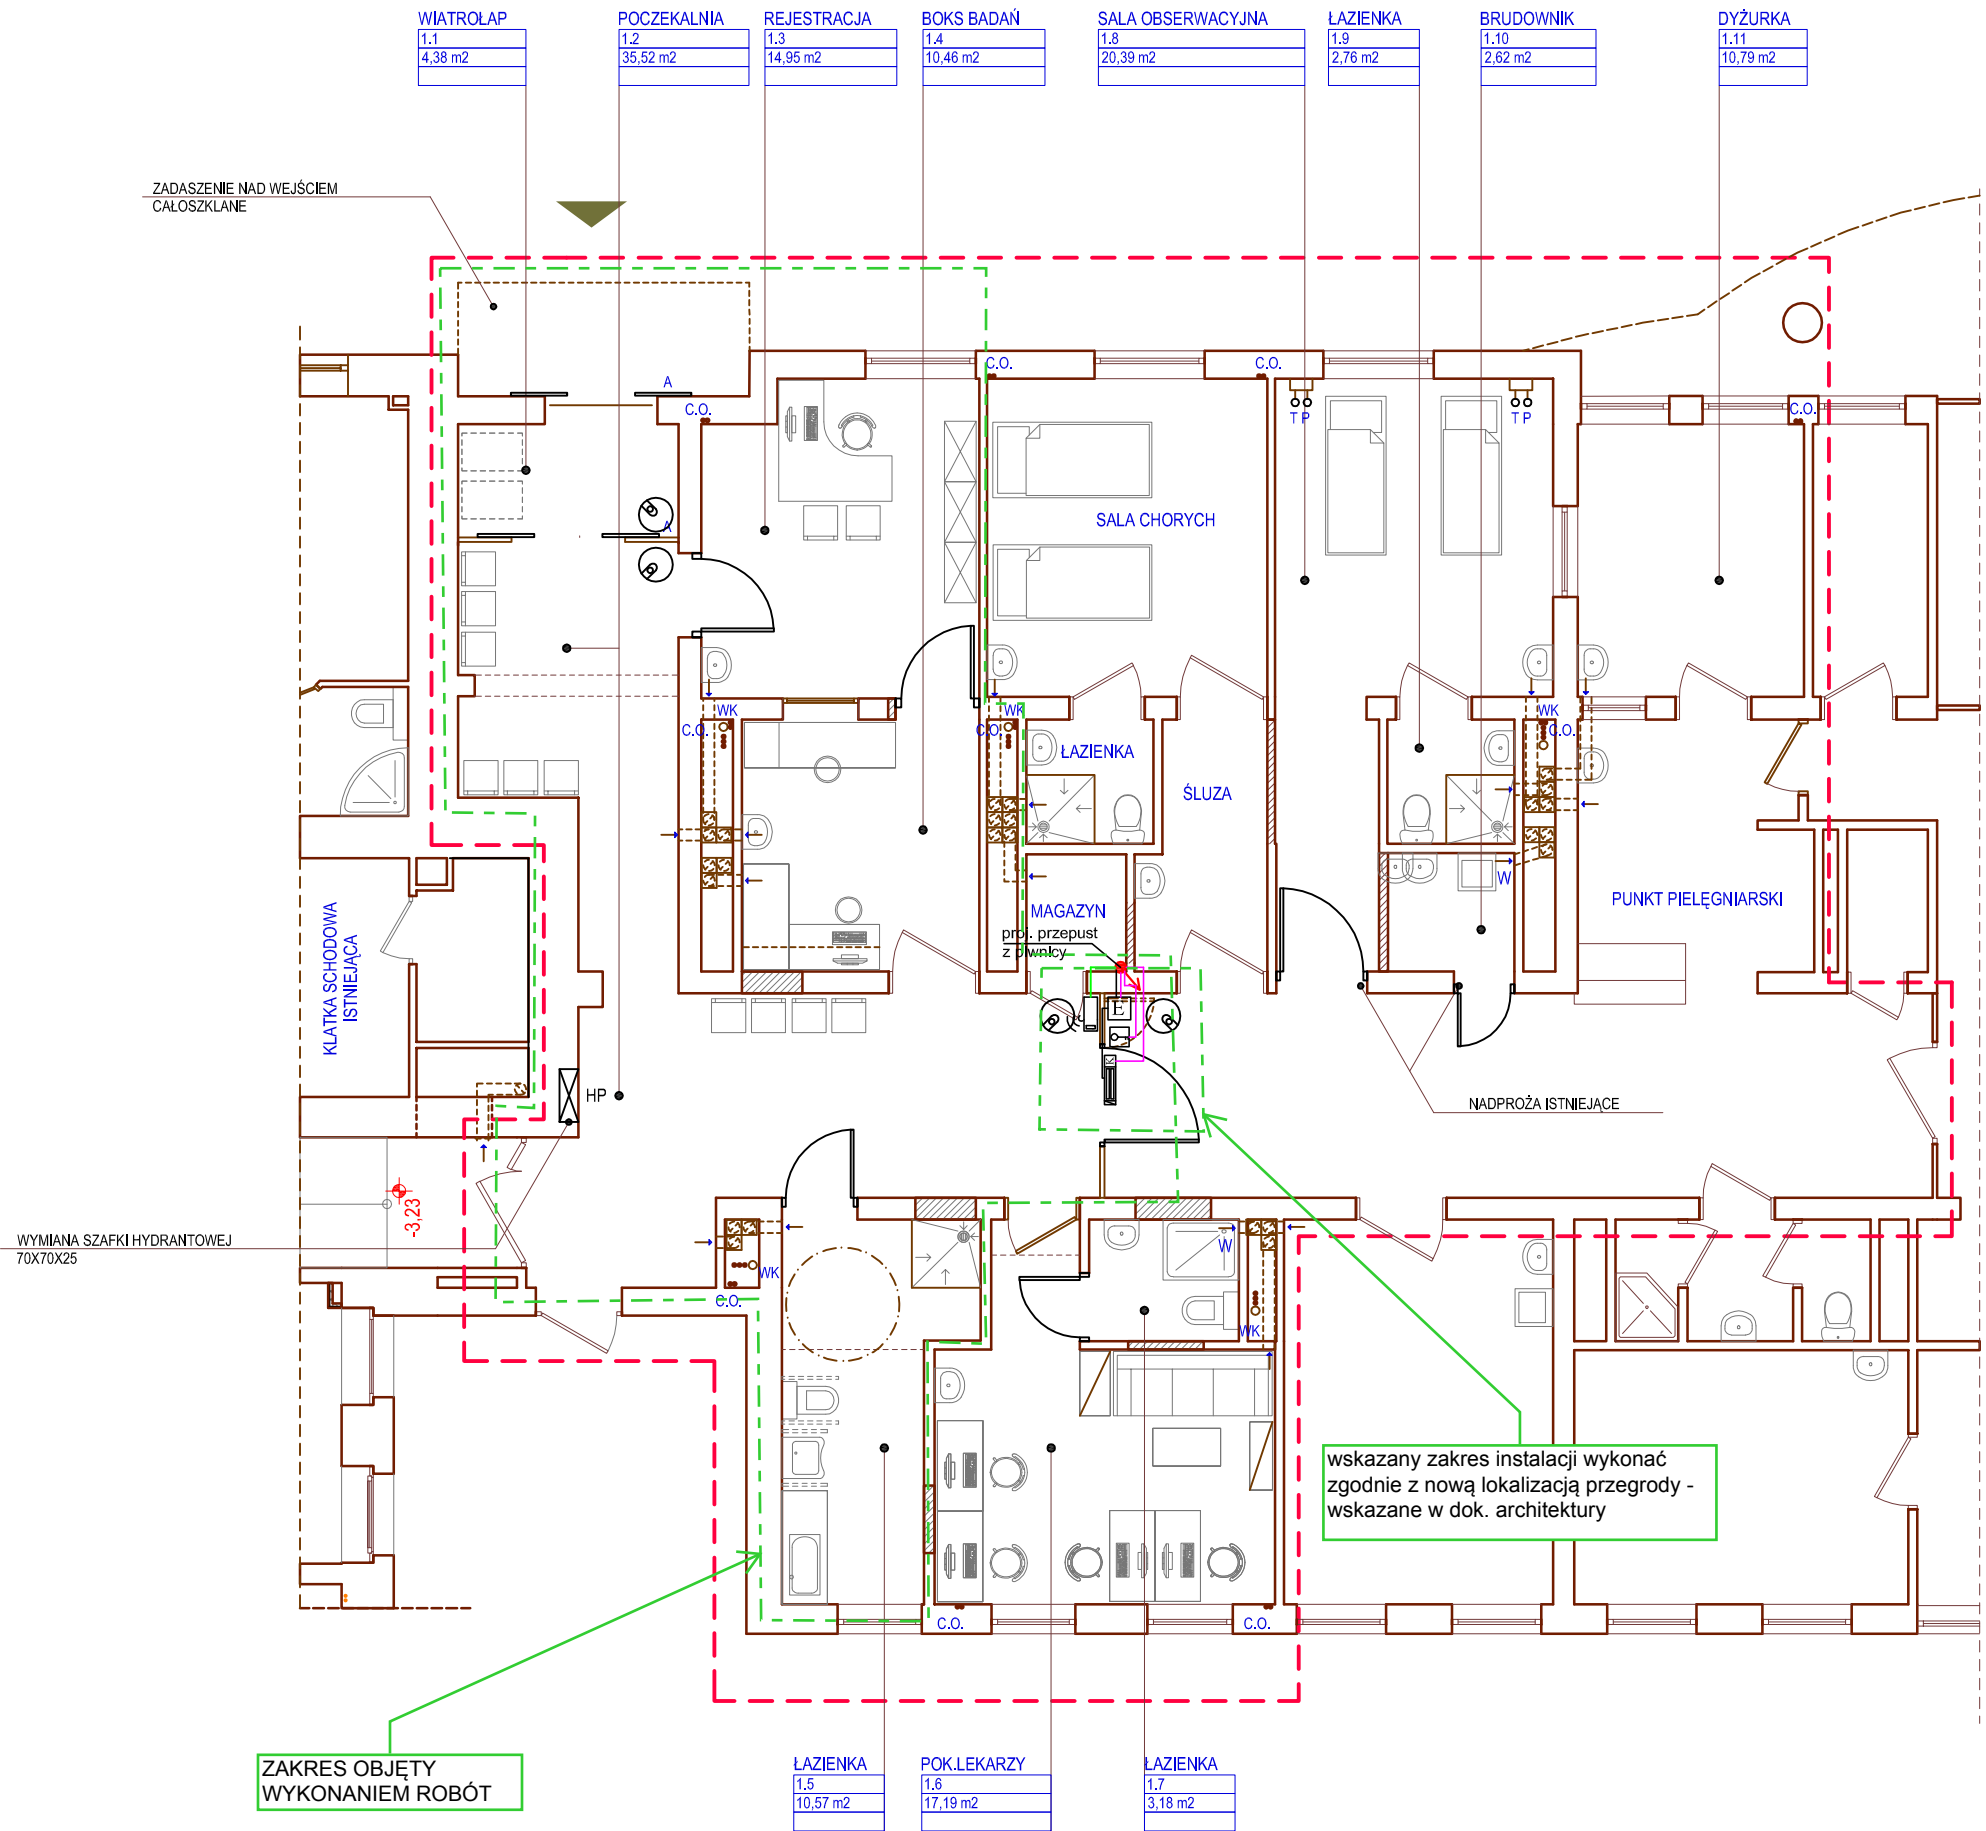 WIATROŁAP
1.1
4,38 m2
POCZEKALNIA
1.2
35,52 m2
REJESTRACJA
1.3
14,95 m2
BOKS BADAŃ
1.4
10,46 m2
SALA OBSERWACYJNA
1.8
20,39 m2
ŁAZIENKA
1.9
2,76 m2
BRUDOWNIK
1.10
2,62 m2
DYŻURKA
1.11
10,79 m2
ZADASZENIE NAD WEJŚCIEM
CAŁOSZKLANE
A
C.O.
C.O.
C.O.
T P
T P
C.O.
A
SALA CHORYCH
WK
C.O.
WK
C.O.
WK
C.O.
ŁAZIENKA
ŚLUZA
W
PUNKT PIELĘGNIARSKI
MAGAZYN
proj. przepust
z piwnicy
KLATKA SCHODOWA
ISTNIEJĄCA
E
K
HP
NADPROŻA ISTNIEJĄCE
-3,23
WYMIANA SZAFKI HYDRANTOWEJ
70X70X25
W
WK
C.O.
WK
wskazany zakres instalacji wykonać
zgodnie z nową lokalizacją przegrody -
wskazane w dok. architektury
C.O.
C.O.
ZAKRES OBJĘTY
WYKONANIEM ROBÓT
ŁAZIENKA
1.5
10,57 m2
POK.LEKARZY
1.6
17,19 m2
ŁAZIENKA
1.7
3,18 m2